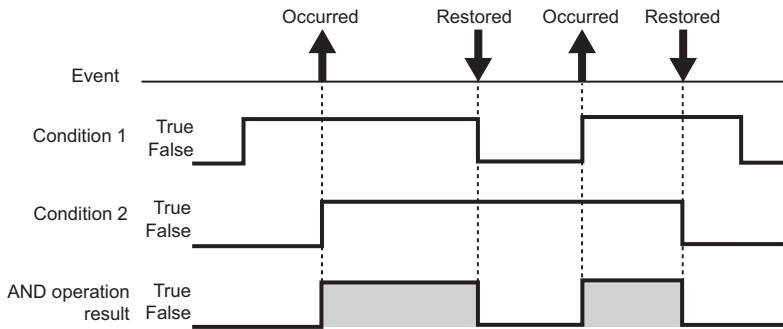 Occurred Restored Occurred Restored
Event
Condition 1 True
False
Condition 2 True
False
AND operation True
result False